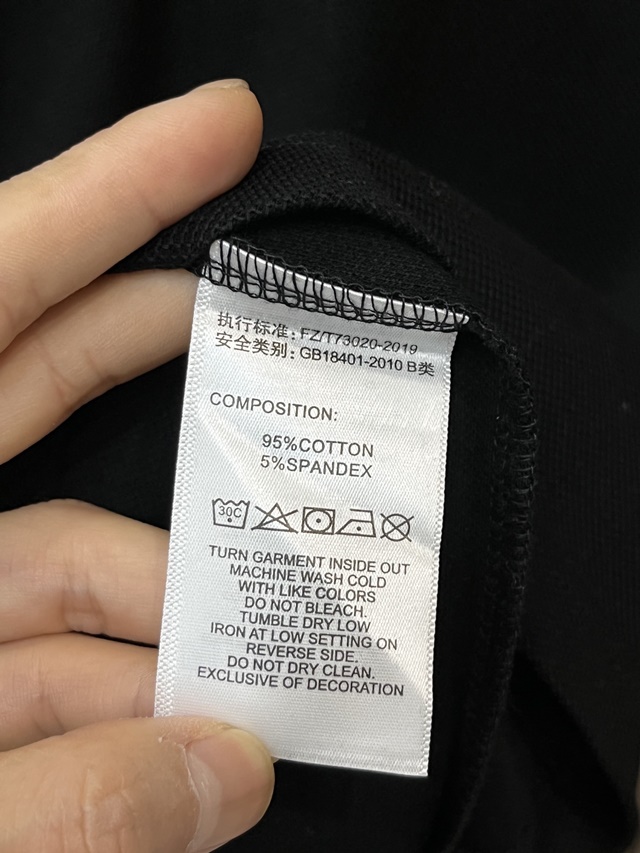 执行标准：FZ/T73020-2019
安全类别：GB18401-2010 B类
COMPOSITION:
95%COTTON
5%SPANDEX
30C
TURN GARMENT INSIDE OUT
MACHINE WASH COLD
WITH LIKE COLORS
DO NOT BLEACH.
TUMBLE DRY LOW
IRON AT LOW SETTING ON
REVERSE SIDE.
DO NOT DRY CLEAN.
EXCLUSIVE OF DECORATION